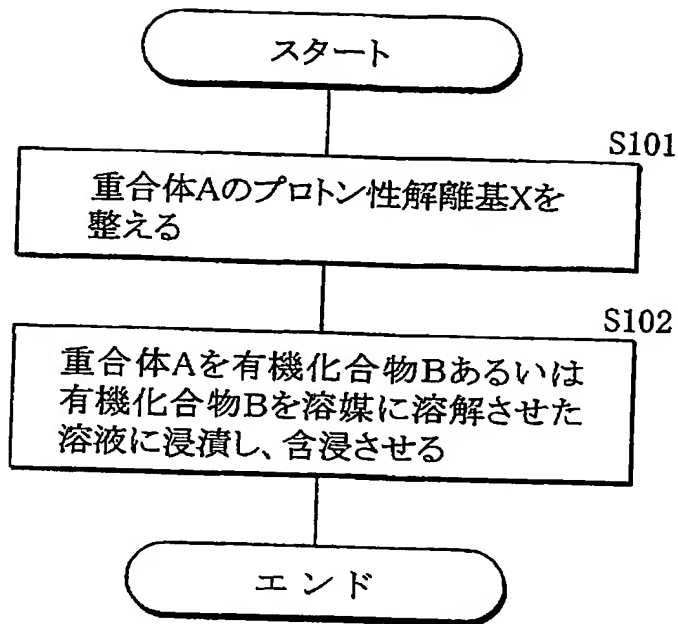 スタート
S101
重合体Aのプロトン性解離基Xを
整える
S102
重合体Aを有機化合物Bあるいは
有機化合物Bを溶媒に溶解させた
溶液に浸漬し、含浸させる
エンド